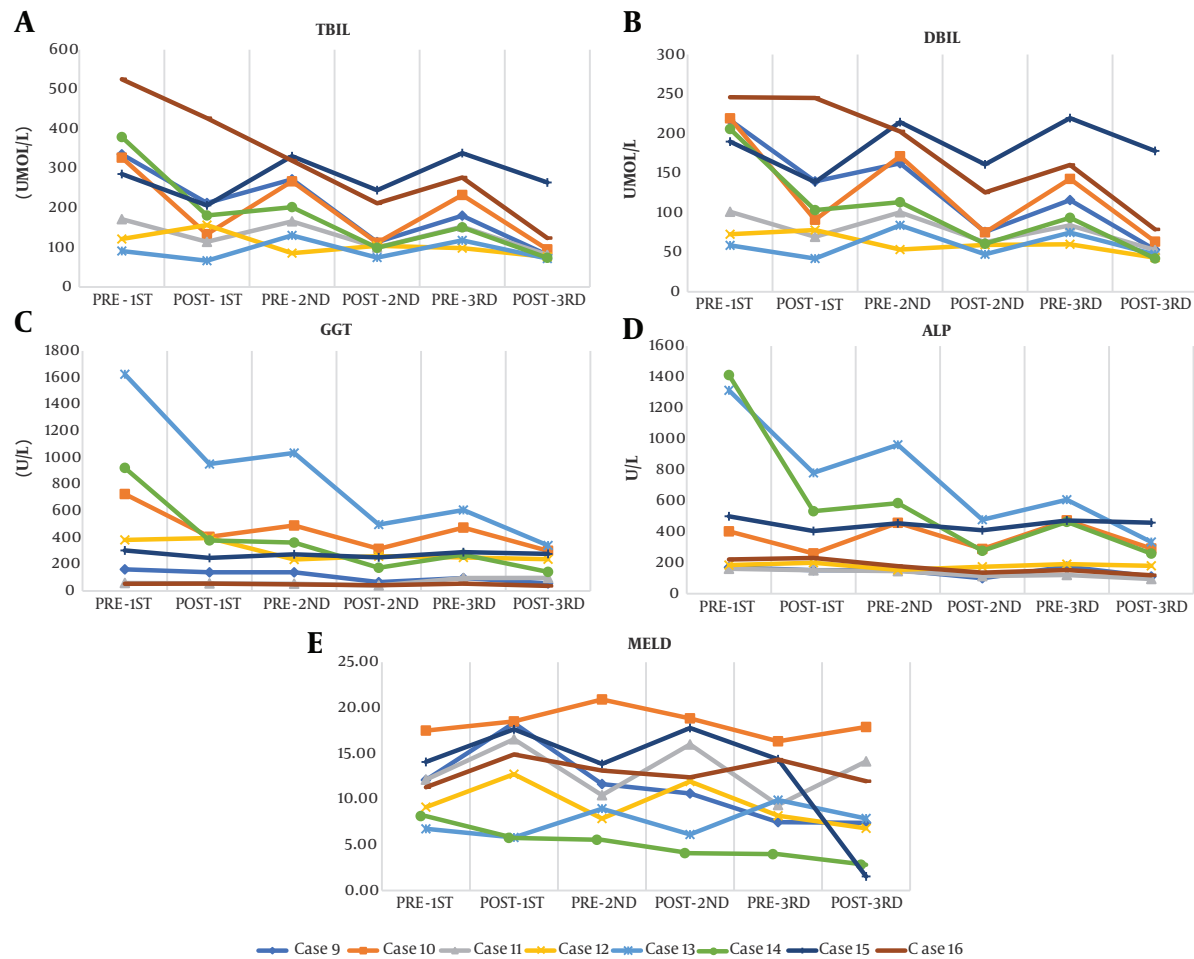 A
TBIL
(UMOL/L)
600
500
400
300
200
100
0
PRE-1ST POST- 1ST PRE-2ND POST-2ND PRE-3RD POST-3RD
B
DBIL
UMOL/L
300
250
200
150
100
50
0
PRE-1ST POST-1ST PRE-2ND POST-2ND PRE-3RD POST-3RD
C
GGT
(U/L)
1800
1600
1400
1200
1000
800
600
400
200
0
PRE-1ST POST-1ST PRE-2ND POST-2ND PRE-3RD POST-3RD
D
ALP
U/L
1600
1400
1200
1000
800
600
400
200
0
PRE-1ST POST-1ST PRE-2ND POST-2ND PRE-3RD POST-3RD
E
MELD
25.00
20.00
15.00
10.00
5.00
0.00
PRE-1ST POST-1ST PRE-2ND POST-2ND PRE-3RD POST-3RD
Case 9 Case 10 Case 11 Case 12 Case 13 Case 14 Case 15 C ase 16